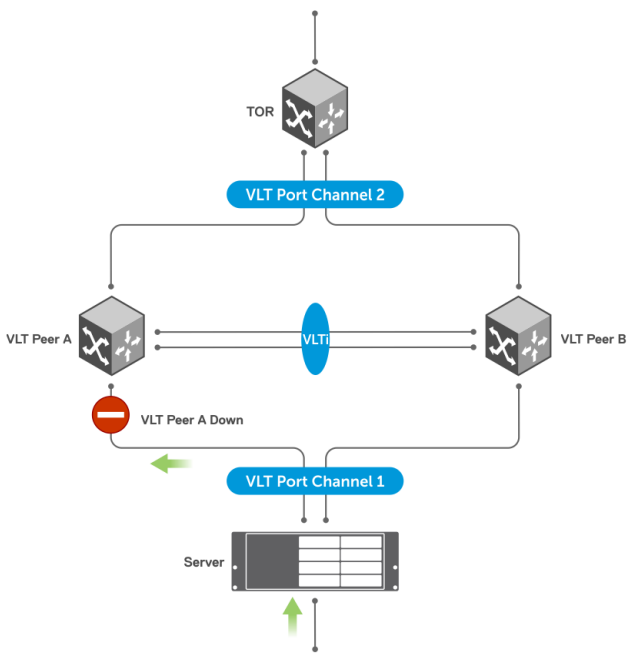 TOR
VLT Port Channel 2
VLT Peer A
VLTi
VLT Peer B
VLT Peer A Down
VLT Port Channel 1
Server